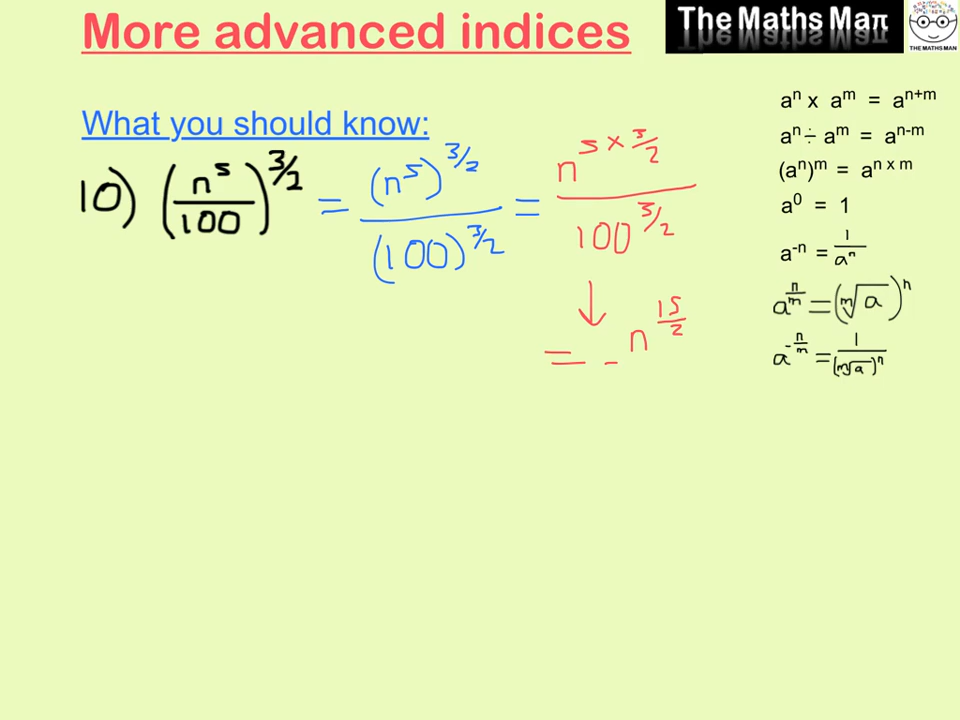 More advanced indices
The Maths Maπ
THE MATHS MAN
What you should know:
aⁿ x aᵐ = aⁿ⁺ᵐ
aⁿ ÷ aᵐ = aⁿ⁻ᵐ
(aⁿ)ᵐ = aⁿ ˣ ᵐ
a⁰ = 1
a⁻ⁿ = 1/aⁿ
a^(n/m) = (ᵐ√a)ⁿ
a^(-n/m) = 1/(ᵐ√a)ⁿ
10) (n⁵/100)^(3/2) = (n⁵)^(3/2)/(100)^(3/2) = n^(5 × 3/2)/100^(3/2)
↓
= n^(15/2)